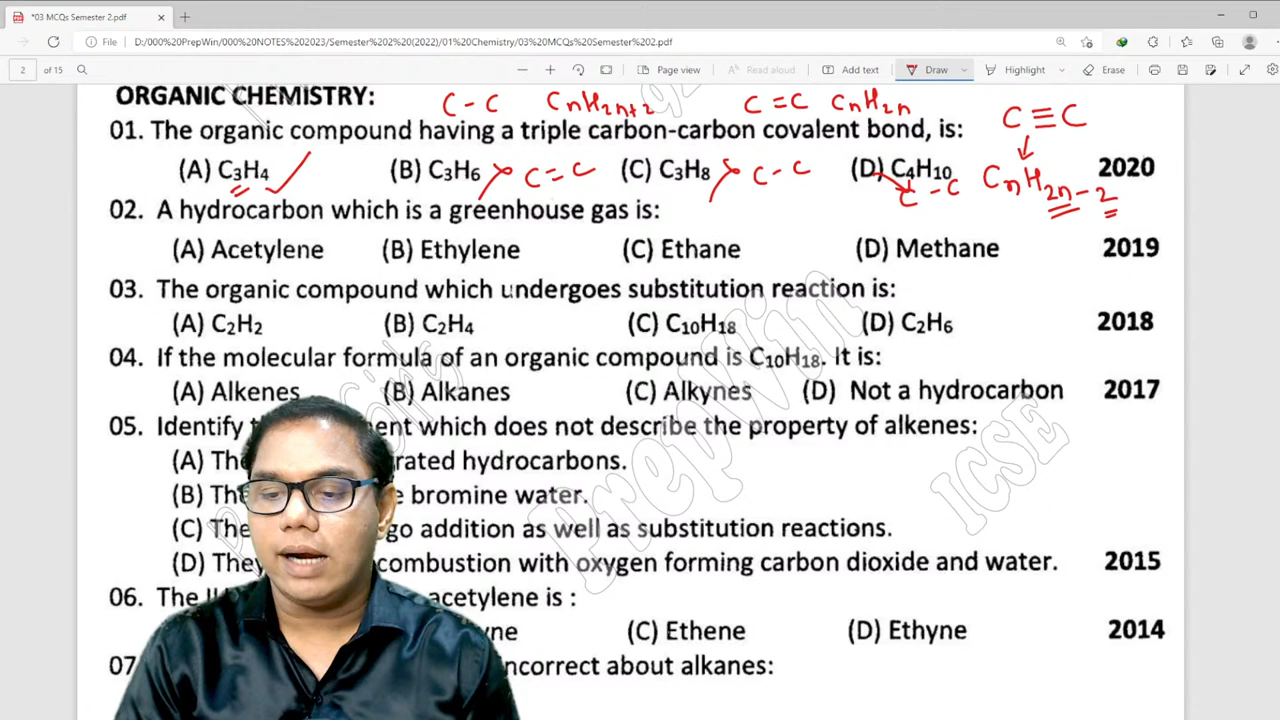 *03 MCQs Semester 2.pdf
File D:/000%20PrepWin/000%20NOTES%202023/Semester%202%20(2022)/01%20Chemistry/03%20MCQs%20Semester%202.pdf
2 of 15 Page view Read aloud Add text Draw Highlight Erase
ORGANIC CHEMISTRY: C-C CnH2n+2 C=C CnH2n
C≡C
01. The organic compound having a triple carbon-carbon covalent bond, is:
(A) C₃H₄ (B) C₃H₆ C=C (C) C₃H₈ C-C (D) C₄H₁₀ C-C CnH2n-2 2020
02. A hydrocarbon which is a greenhouse gas is:
(A) Acetylene (B) Ethylene (C) Ethane (D) Methane 2019
03. The organic compound which undergoes substitution reaction is:
(A) C₂H₂ (B) C₂H₄ (C) C₁₀H₁₈ (D) C₂H₆ 2018
04. If the molecular formula of an organic compound is C₁₀H₁₈. It is:
(A) Alkenes (B) Alkanes (C) Alkynes (D) Not a hydrocarbon 2017
05. Identify which does not describe the property of alkenes:
(A) hydrocarbons.
(B) bromine water.
(C) addition as well as substitution reactions.
(D) They combustion with oxygen forming carbon dioxide and water. 2015
06. The acetylene is :
(C) Ethene (D) Ethyne 2014
07 about alkanes:
PrepWin
ICSE